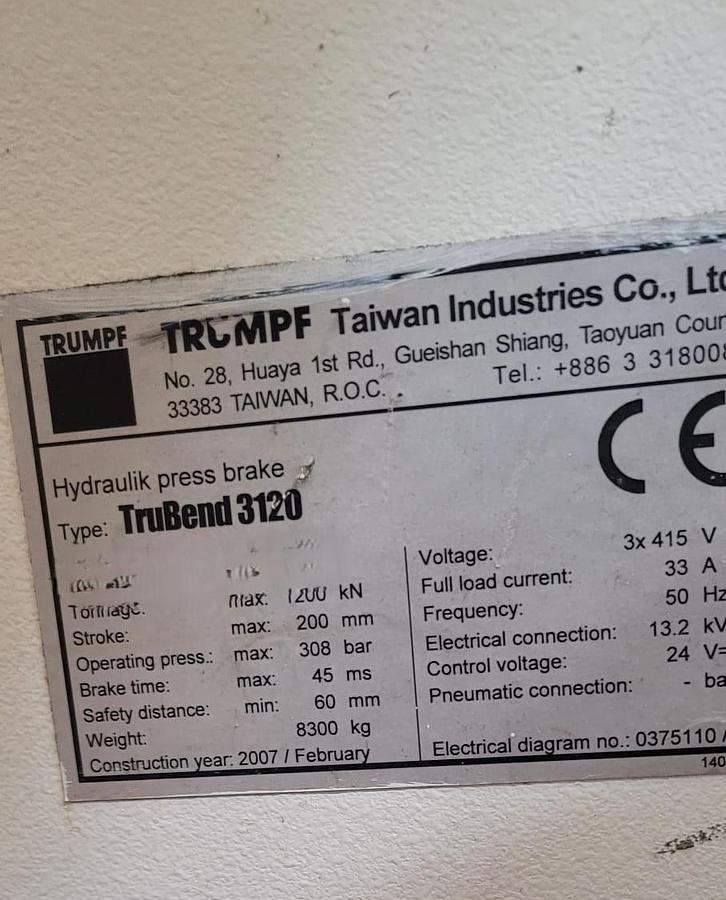 TRUMPF
TRUMPF Taiwan Industries Co., Ltd
No. 28, Huaya 1st Rd., Gueishan Shiang, Taoyuan Coun
33383 TAIWAN, R.O.C. Tel.: +886 3 318008
CE
Hydraulik press brake
Type: TruBend 3120
Tonnage: max: 1200 kN
Stroke: max: 200 mm
Operating press.: max: 308 bar
Brake time: max: 45 ms
Safety distance: min: 60 mm
Weight: 8300 kg
Construction year: 2007 / February
Voltage: 3x 415 V
Full load current: 33 A
Frequency: 50 Hz
Electrical connection: 13.2 kV
Control voltage: 24 V=
Pneumatic connection: - ba
Electrical diagram no.: 0375110 /
140